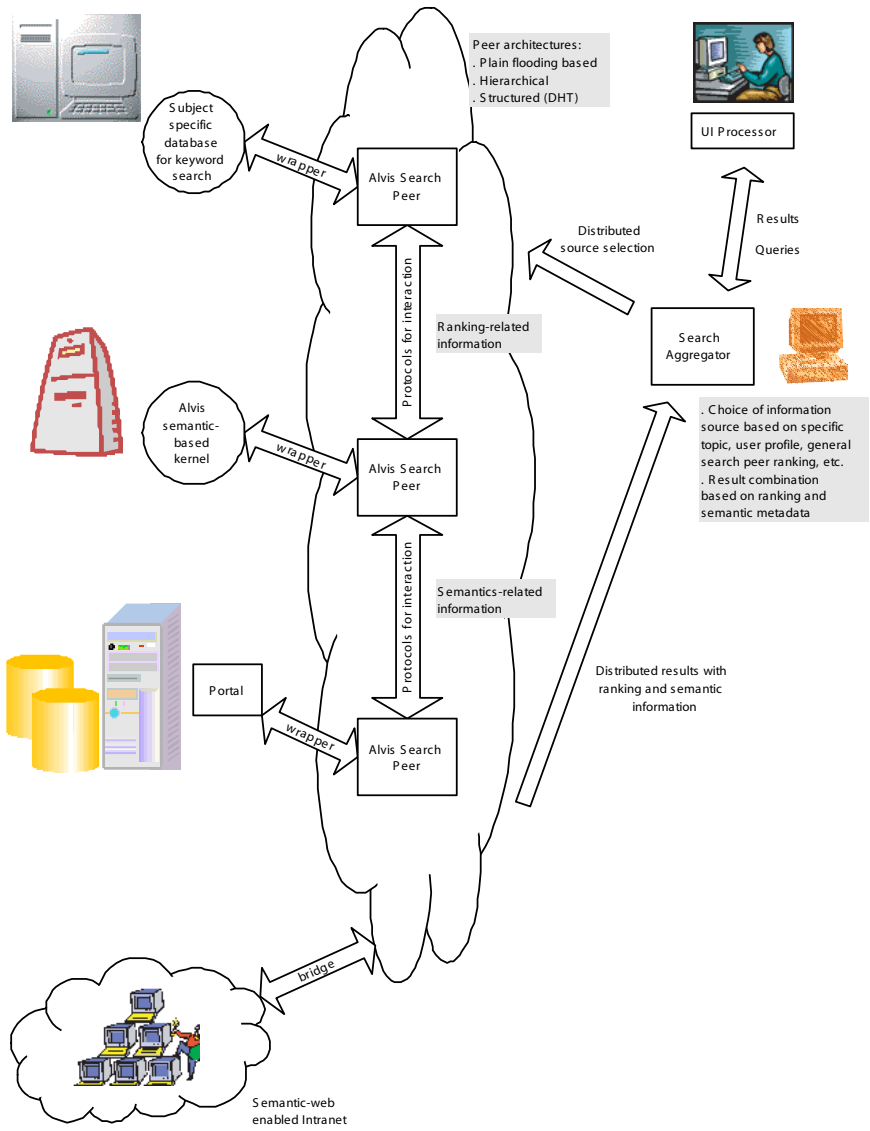 Peer architectures:
. Plain flooding based
. Hierarchical
. Structured (DHT)
UI Processor
Subject
specific
database
for keyword
search
wrapper
Alvis Search
Peer
Results
Queries
Distributed
source selection
Protocols for interaction
Ranking-related
information
Search
Aggregator
. Choice of information
source based on specific
topic, user profile, general
search peer ranking, etc.
. Result combination
based on ranking and
semantic metadata
Alvis
semantic-
based
kernel
wrapper
Alvis Search
Peer
Protocols for interaction
Semantics-related
information
Portal
wrapper
Alvis Search
Peer
Distributed results with
ranking and semantic
information
bridge
Semantic-web
enabled Intranet